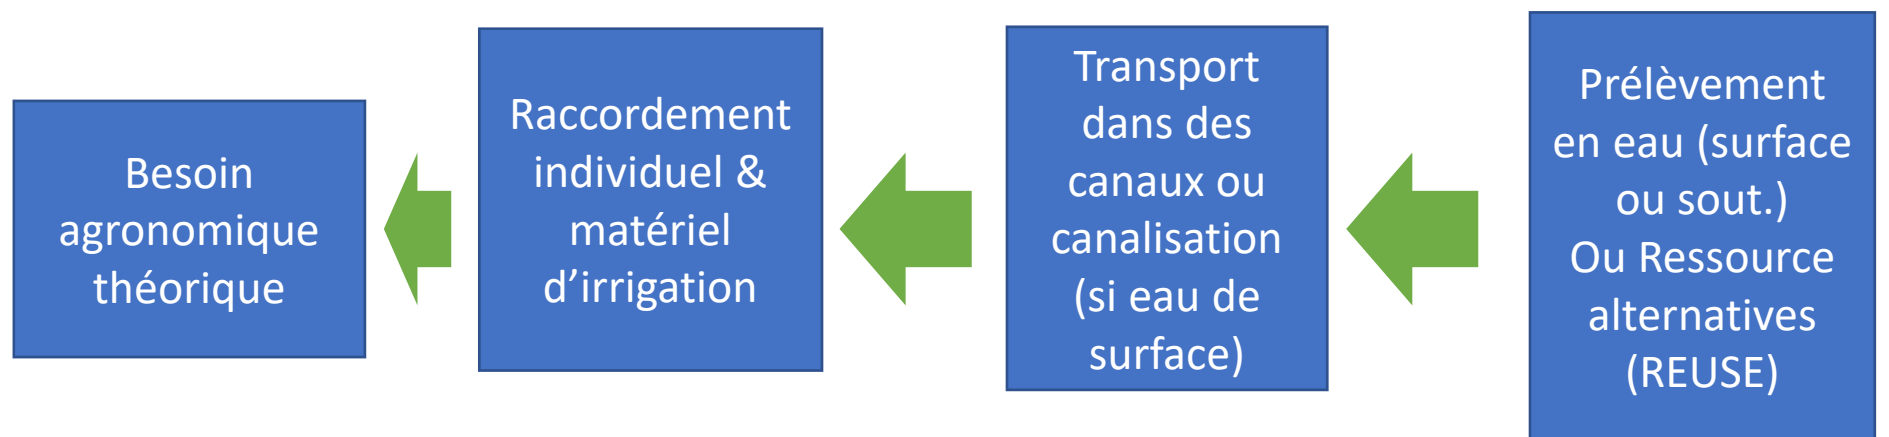 Besoin
agronomique
théorique
Raccordement
individuel &
matériel
d’irrigation
Transport
dans des
canaux ou
canalisation
(si eau de
surface)
Prélèvement
en eau (surface
ou sout.)
Ou Ressource
alternatives
(REUSE)